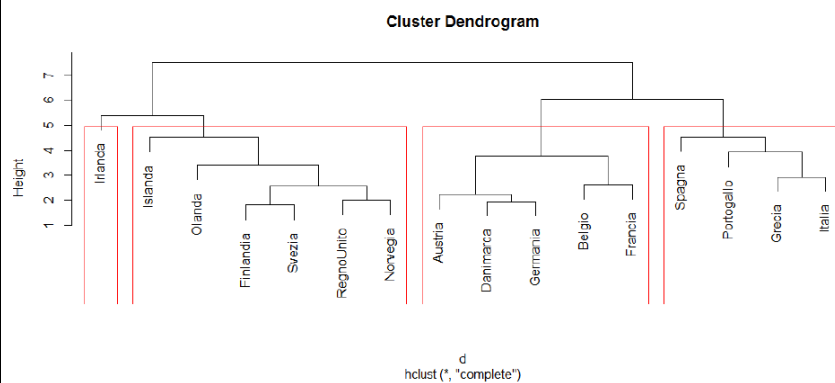 Cluster Dendrogram
Height
7
6
5
4
3
2
1
Irlanda
Islanda
Olanda
Finlandia
Svezia
RegnoUnito
Norvegia
Austria
Danimarca
Germania
Belgio
Francia
Spagna
Portogallo
Grecia
Italia
d
hclust (*, "complete")